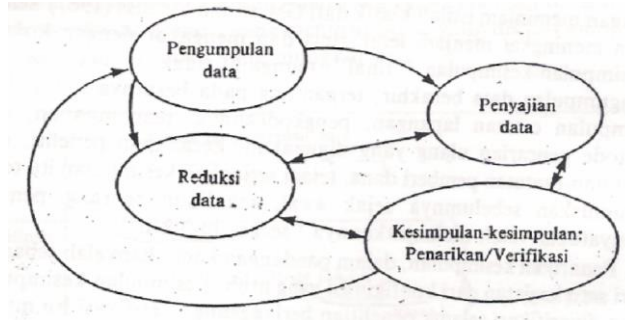 Pengumpulan
data
Penyajian
data
Reduksi
data
Kesimpulan-kesimpulan:
Penarikan/Verifikasi